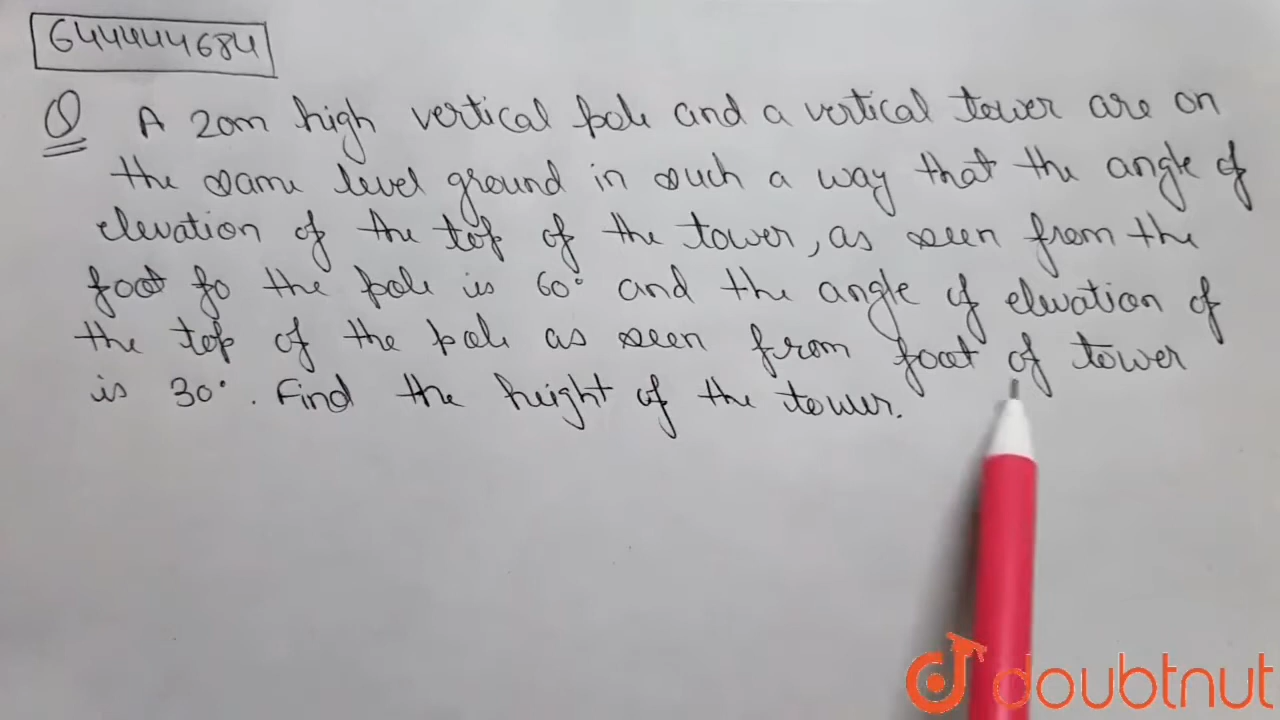 644444684
Q A 20m high vertical pole and a vertical tower are on
the same level ground in such a way that the angle of
elevation of the top of the tower, as seen from the
foot fo the pole is 60° and the angle of elevation of
the top of the pole as seen from foot of tower
is 30°. Find the height of the tower.
doubtnut